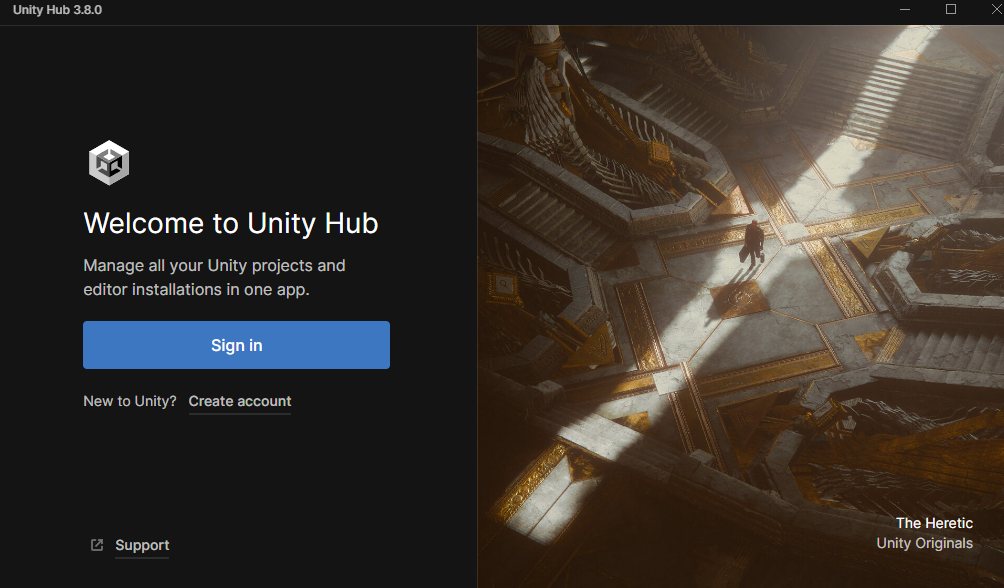 Unity Hub 3.8.0
Welcome to Unity Hub
Manage all your Unity projects and
editor installations in one app.
Sign in
New to Unity? Create account
Support
The Heretic
Unity Originals